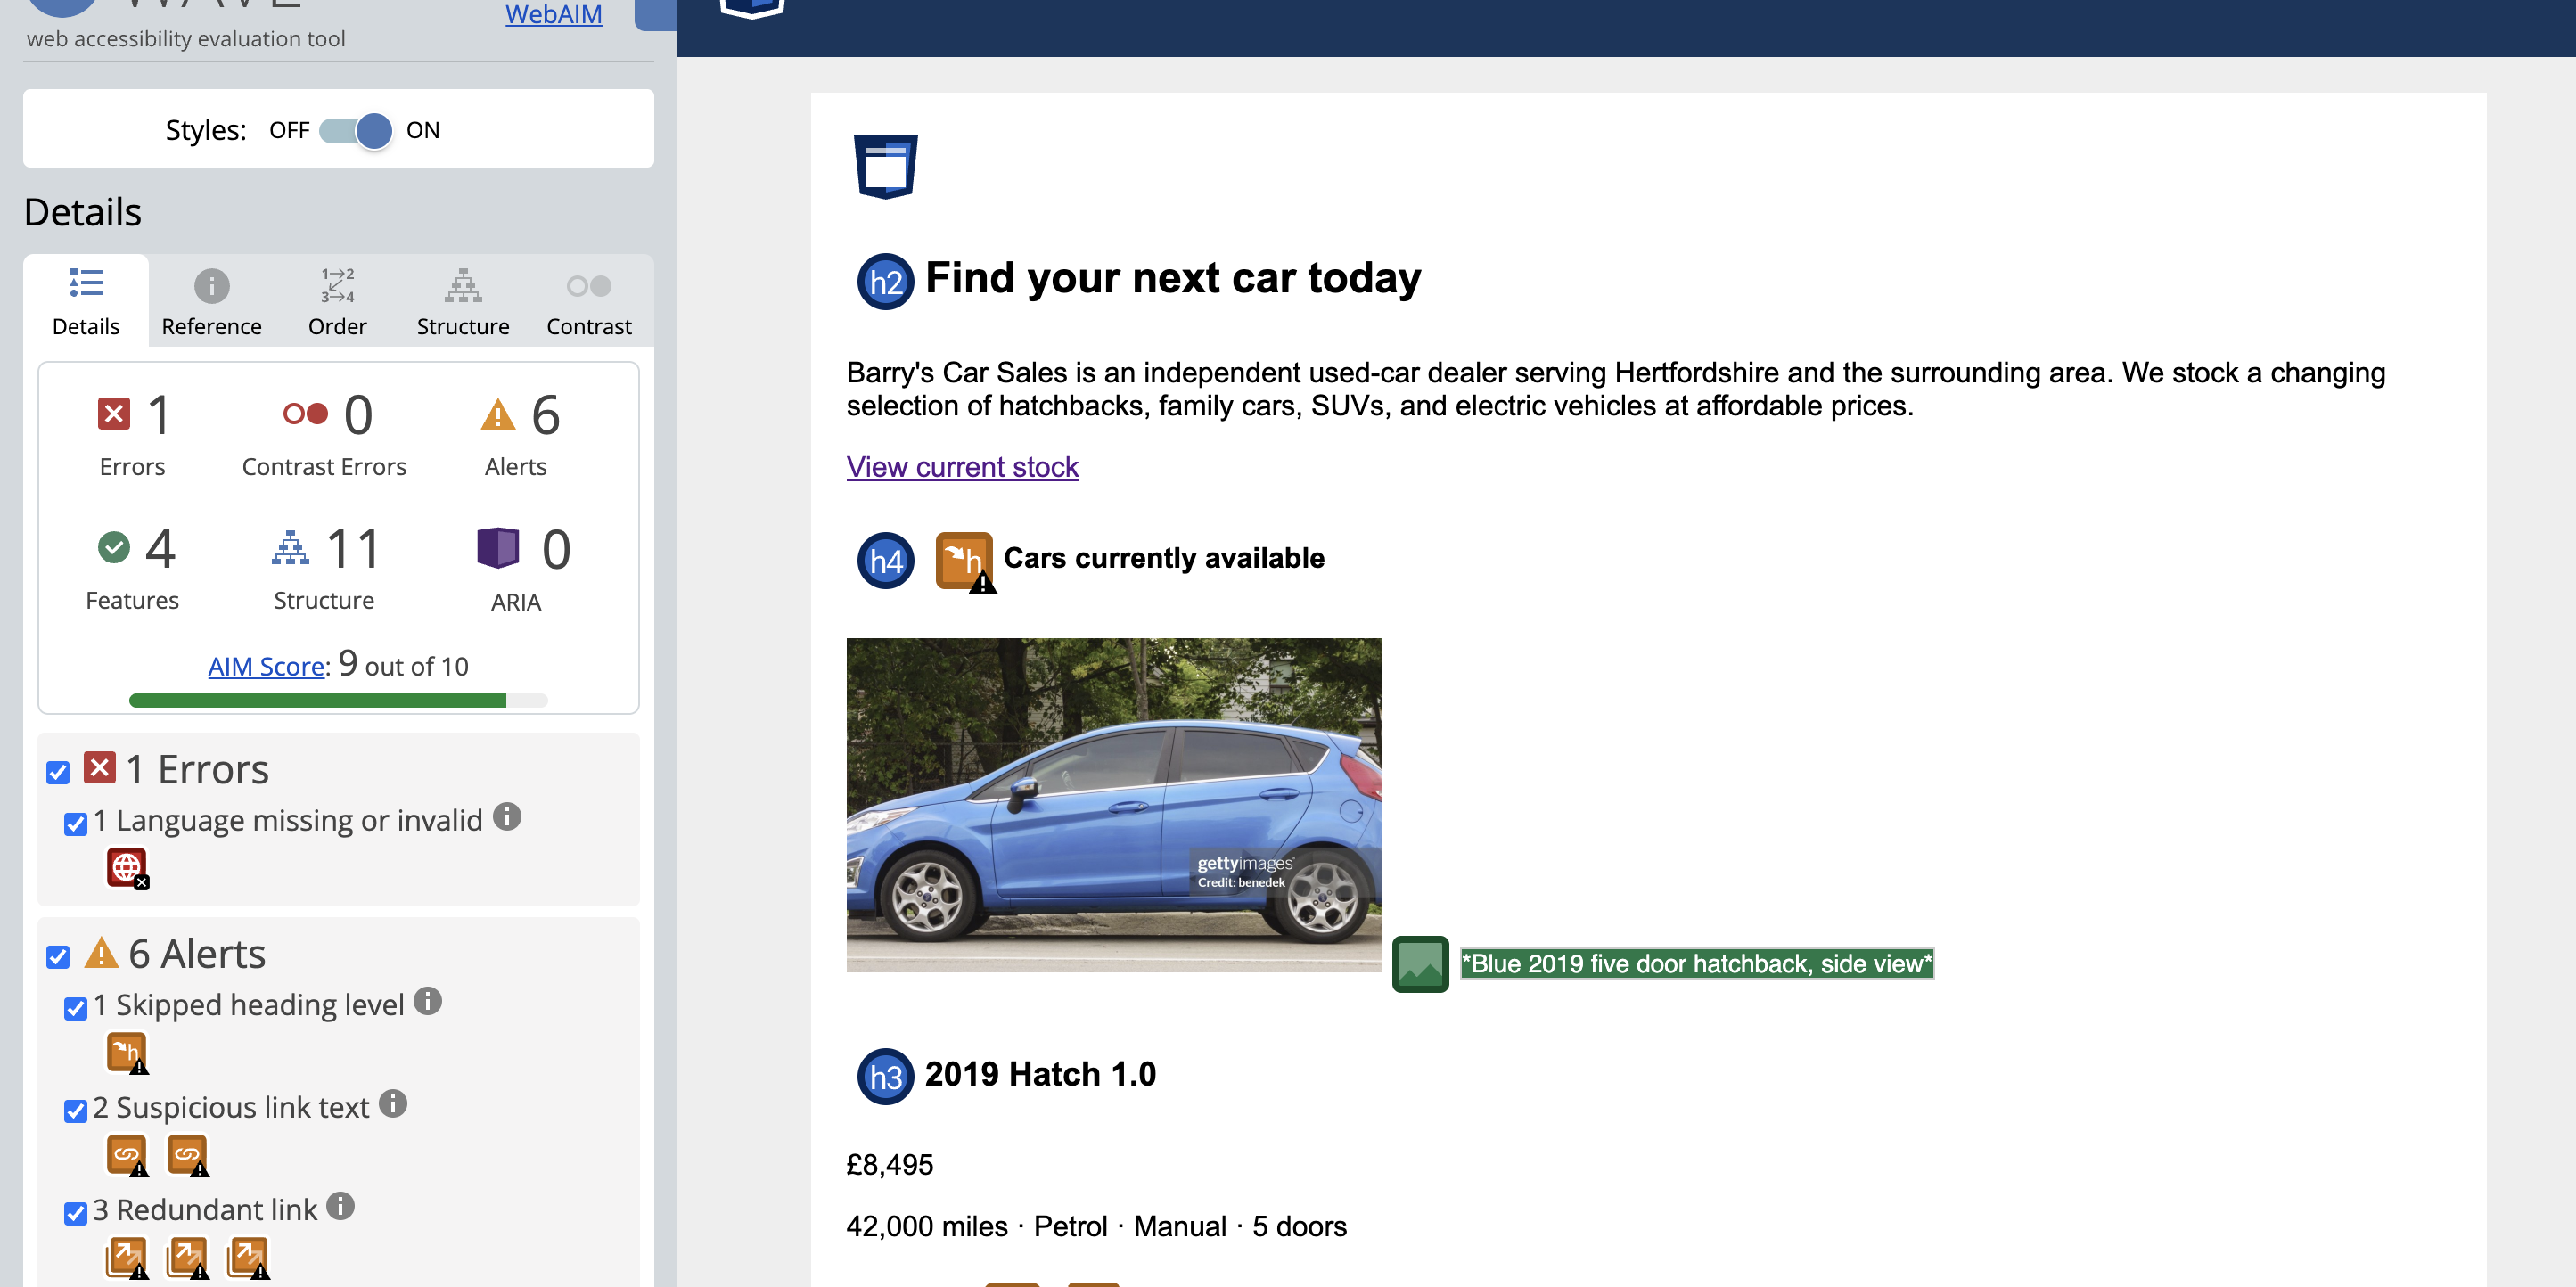 WAVE
WebAIM
web accessibility evaluation tool
Styles: OFF ON
Details
Details
Reference
1→2
3→4
Order
Structure
Contrast
1
Errors
0
Contrast Errors
6
Alerts
4
Features
11
Structure
0
ARIA
AIM Score: 9 out of 10
1 Errors
1 Language missing or invalid
6 Alerts
1 Skipped heading level
h
2 Suspicious link text
3 Redundant link
h2 Find your next car today
Barry's Car Sales is an independent used-car dealer serving Hertfordshire and the surrounding area. We stock a changing
selection of hatchbacks, family cars, SUVs, and electric vehicles at affordable prices.
View current stock
h4 h Cars currently available
gettyimages
Credit: benedek
*Blue 2019 five door hatchback, side view*
h3 2019 Hatch 1.0
£8,495
42,000 miles · Petrol · Manual · 5 doors